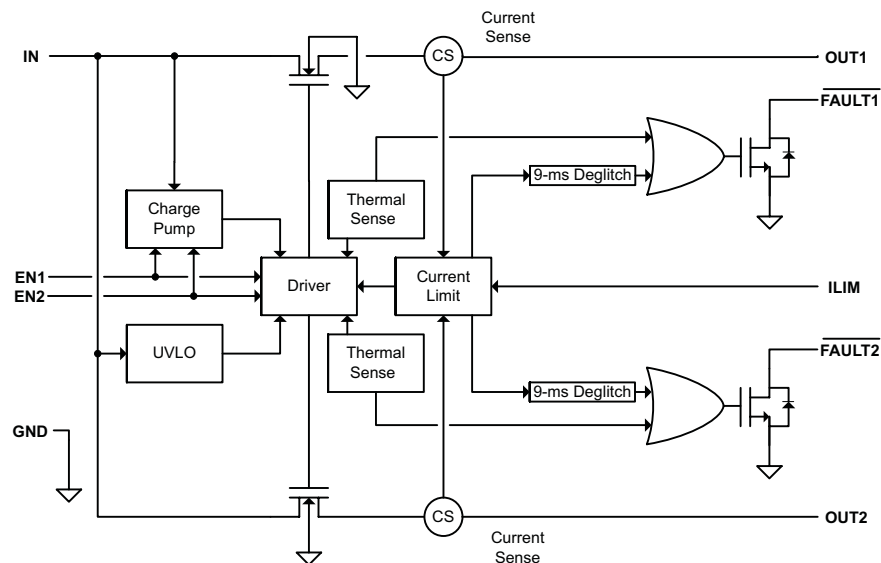 Current
Sense
IN
CS
OUT1
FAULT1
9-ms Deglitch
Thermal
Sense
Charge
Pump
EN1
EN2
Driver
Current
Limit
ILIM
UVLO
Thermal
Sense
FAULT2
9-ms Deglitch
GND
CS
OUT2
Current
Sense